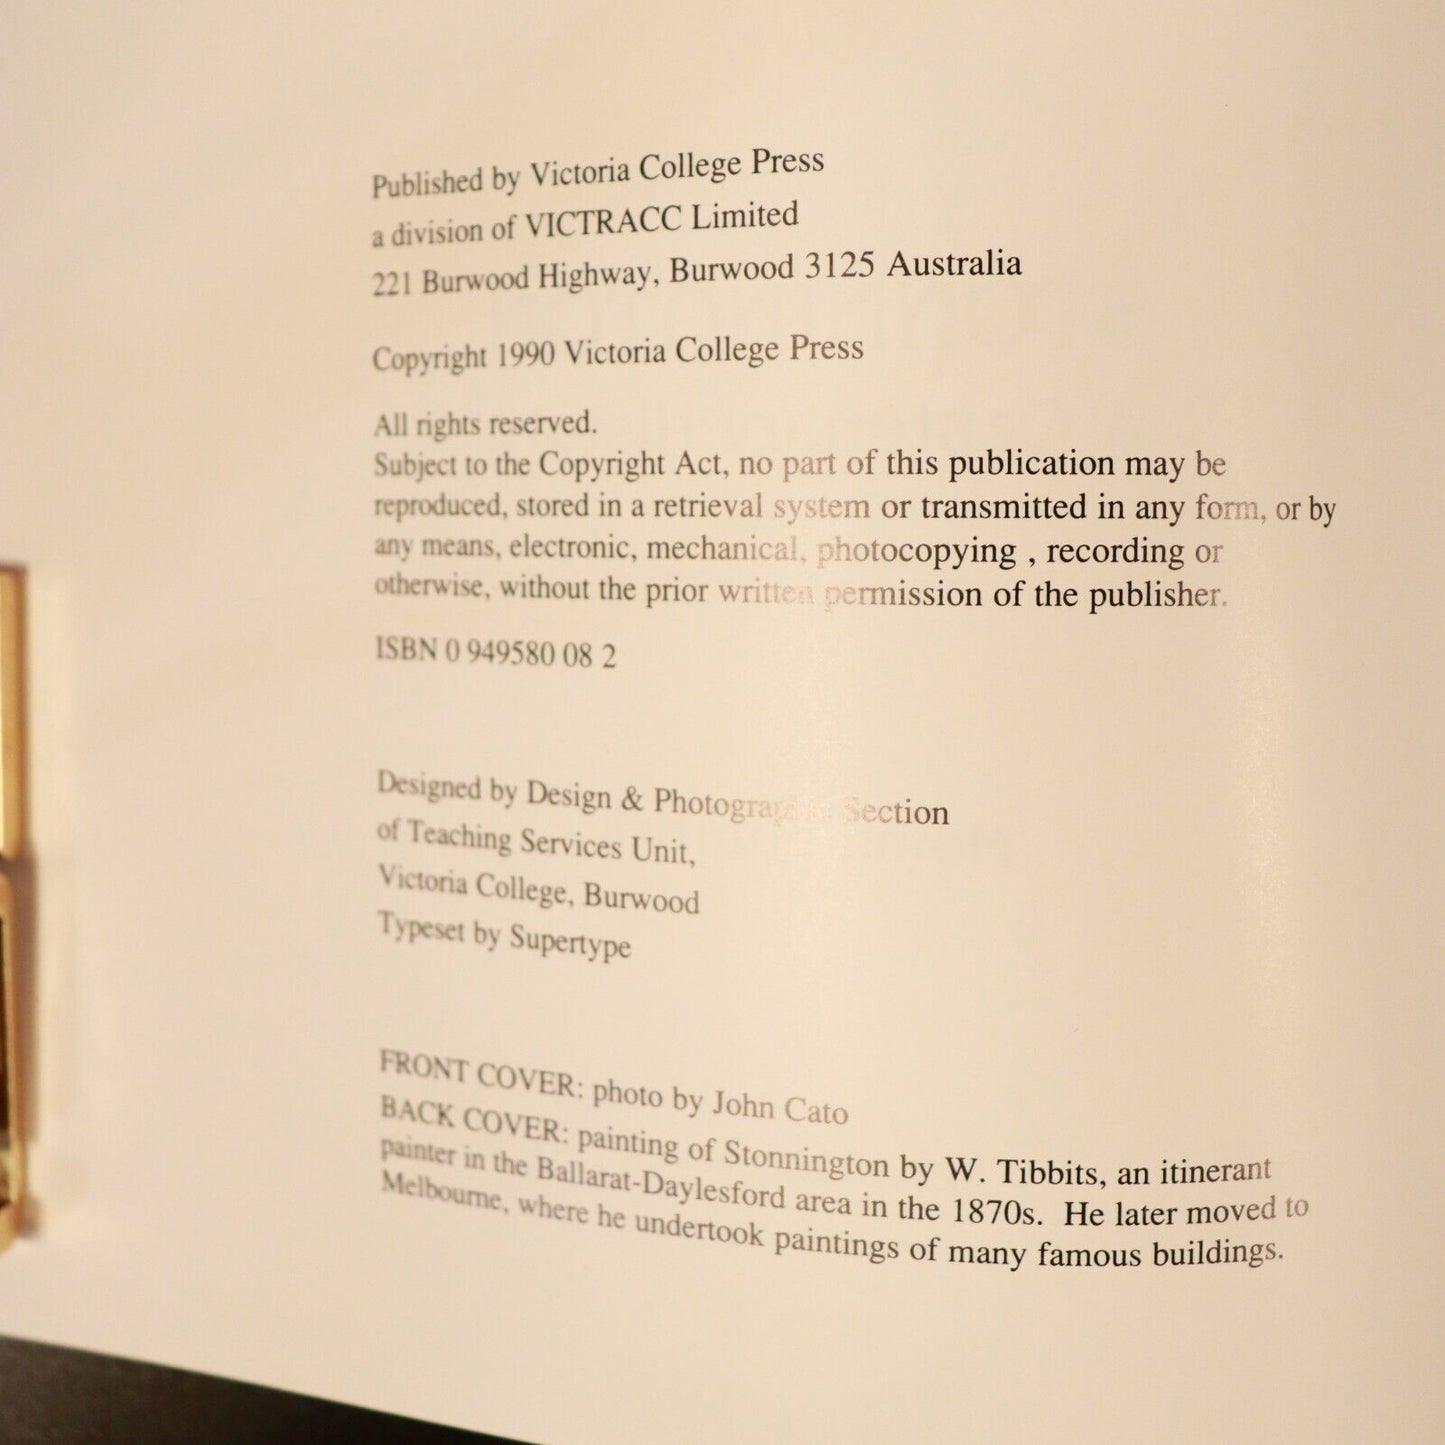 Published by Victoria College Press
a division of VICTRACC Limited
221 Burwood Highway, Burwood 3125 Australia
Copyright 1990 Victoria College Press
All rights reserved.
Subject to the Copyright Act, no part of this publication may be
reproduced, stored in a retrieval system or transmitted in any form, or by
any means, electronic, mechanical, photocopying , recording or
otherwise, without the prior written permission of the publisher.
ISBN 0 949580 08 2
Designed by Design & Photography Section
of Teaching Services Unit,
Victoria College, Burwood
Typeset by Supertype
FRONT COVER: photo by John Cato
BACK COVER: painting of Stonnington by W. Tibbits, an itinerant
painter in the Ballarat-Daylesford area in the 1870s. He later moved to
Melbourne, where he undertook paintings of many famous buildings.